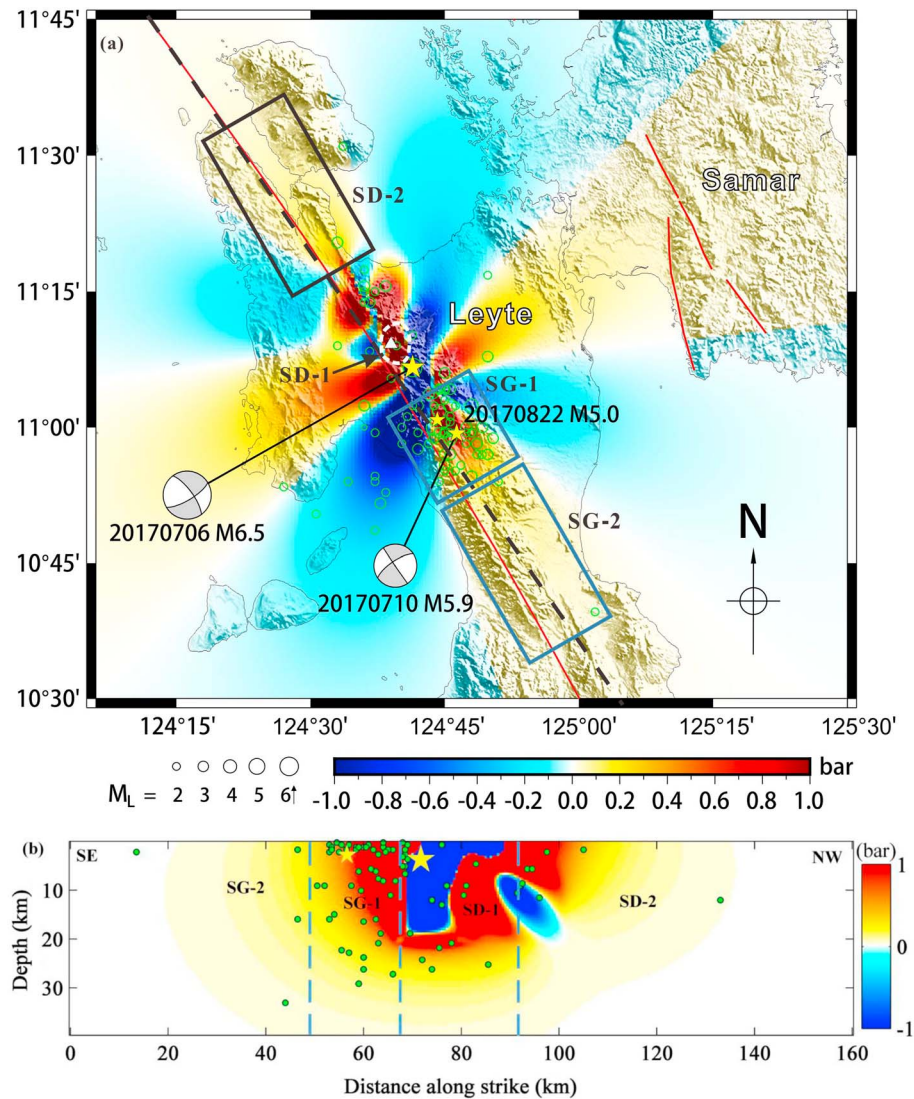 11°45'
(a)
11°30'
Samar
SD-2
11°15'
Leyte
SD-1
SG-1
20170822 M5.0
11°00'
20170706 M6.5
SG-2
N
10°45'
20170710 M5.9
10°30'
124°15' 124°30' 124°45' 125°00' 125°15' 125°30'
bar
M_L = 2 3 4 5 6↑
-1.0 -0.8 -0.6 -0.4 -0.2 0.0 0.2 0.4 0.6 0.8 1.0
(b) SE NW (bar)
1
SG-2 SG-1 SD-1 SD-2
10
20
30
0
-1
Depth (km)
0 20 40 60 80 100 120 140 160
Distance along strike (km)